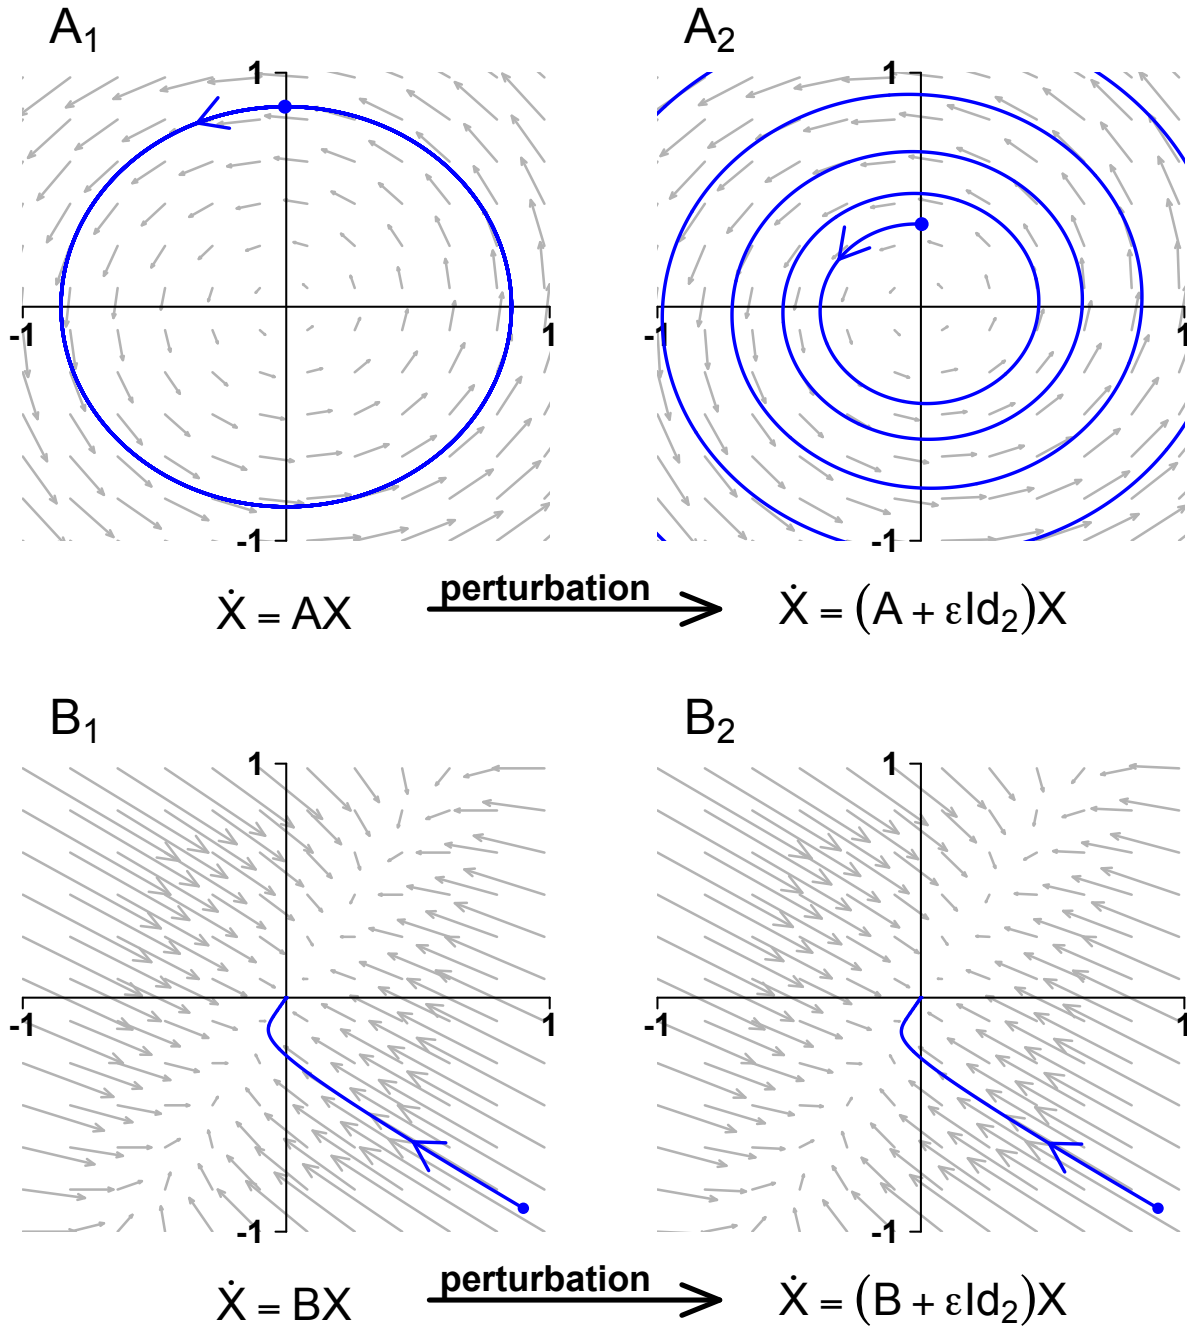 A₁ A₂
1 1
-1 1 -1 1
-1 -1
perturbation
Ẋ = AX Ẋ = (A + εId₂)X
B₁ B₂
1 1
-1 1 -1 1
-1 -1
perturbation
Ẋ = BX Ẋ = (B + εId₂)X